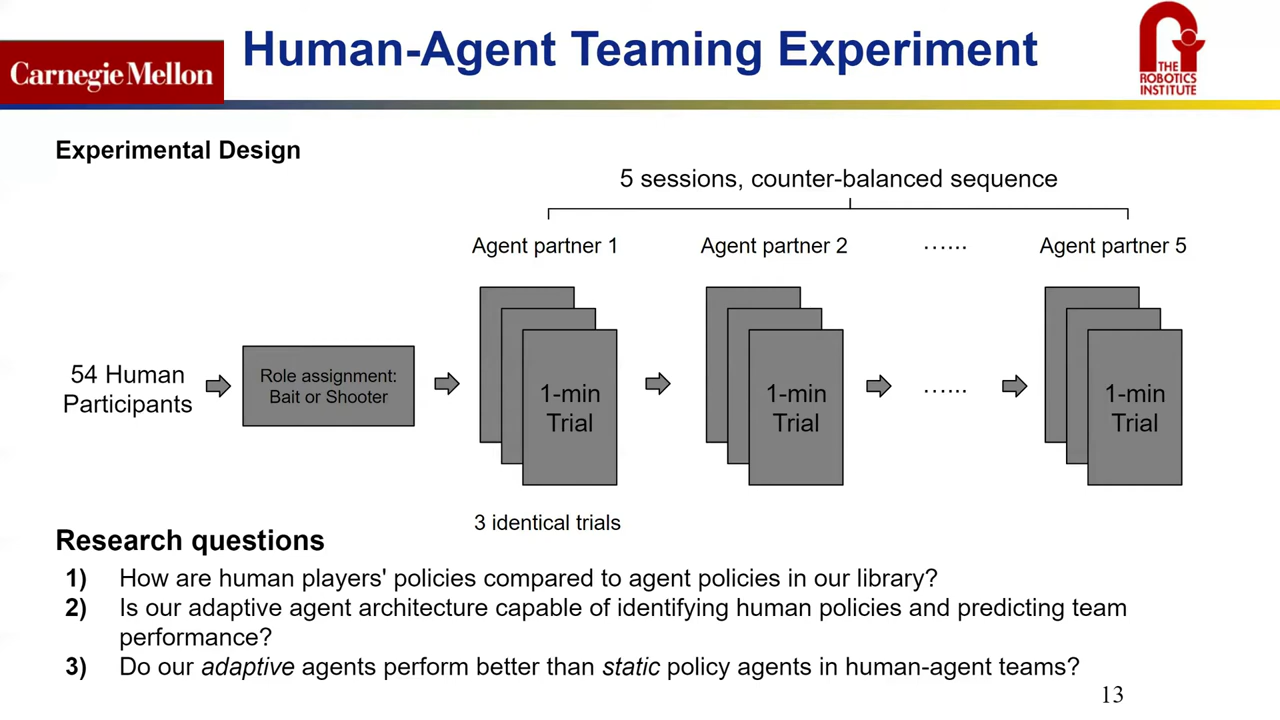 Carnegie Mellon
Human-Agent Teaming Experiment
THE
ROBOTICS
INSTITUTE
Experimental Design
5 sessions, counter-balanced sequence
Agent partner 1
Agent partner 2
……
Agent partner 5
54 Human
Participants
Role assignment:
Bait or Shooter
1-min
Trial
1-min
Trial
……
1-min
Trial
3 identical trials
Research questions
1) How are human players' policies compared to agent policies in our library?
2) Is our adaptive agent architecture capable of identifying human policies and predicting team
performance?
3) Do our adaptive agents perform better than static policy agents in human-agent teams?
13